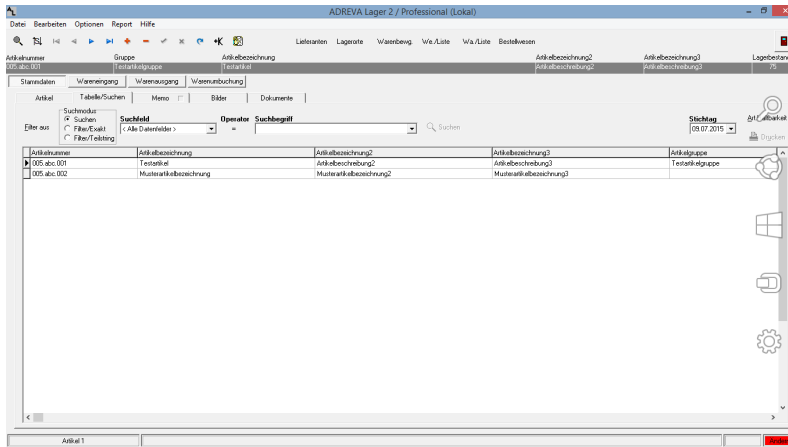 ADREVA Lager 2 / Professional (Lokal)
Datei Bearbeiten Optionen Report Hilfe
+K Lieferanten Lagerorte Warenbewg. We./Liste Wa./Liste Bestellwesen
Artikelnummer Gruppe Artikelbezeichnung Artikelbezeichnung2 Artikelbezeichnung3 Lagerbestand
005.abc.001 Testartikelgruppe Testartikel Artikelbeschreibung2 Artikelbeschreibung3 75
Stammdaten Wareneingang Warenausgang Warenumbuchung
Artikel Tabelle/Suchen Memo Bilder Dokumente
Suchmodus
Filter aus
Suchen
Filter/Exakt
Filter/Teilstring
Suchfeld Operator Suchbegriff
< Alle Datenfelder > = Suchen
Stichtag
09.07.2015
Drucken
Artikelnummer Artikelbezeichnung Artikelbezeichnung2 Artikelbezeichnung3 Artikelgruppe
005.abc.001 Testartikel Artikelbeschreibung2 Artikelbeschreibung3 Testartikelgruppe
005.abc.002 Musterartikelbezeichnung Musterartikelbezeichnung2 Musterartikelbezeichnung3
Artikel 1